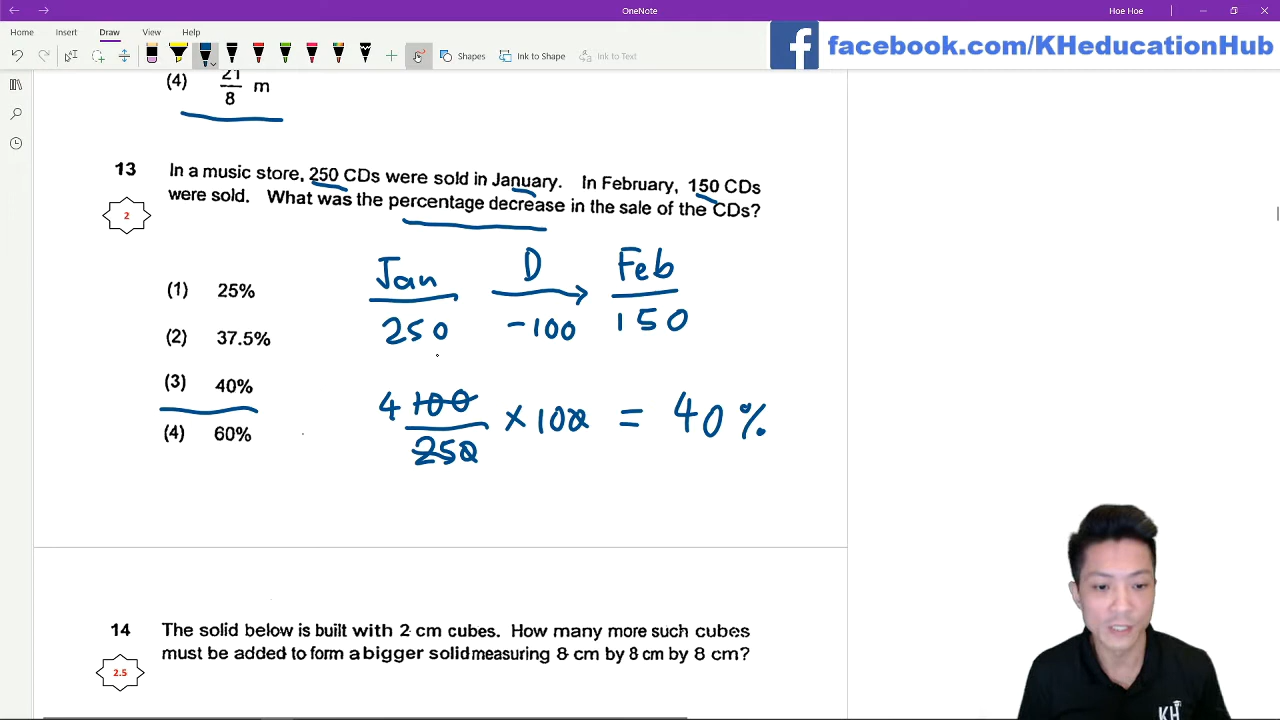 OneNote
Hoe Hoe
Home Insert Draw View Help
Shapes Ink to Shape Ink to Text
facebook.com/KHeducationHub
(4) 21/8 m
13 In a music store, 250 CDs were sold in January. In February, 150 CDs
were sold. What was the percentage decrease in the sale of the CDs?
2
Jan D Feb
250 -100 150
(1) 25%
(2) 37.5%
(3) 40%
(4) 60%
4 100/250 × 100 = 40%
14 The solid below is built with 2 cm cubes. How many more such cubes
must be added to form a bigger solid measuring 8 cm by 8 cm by 8 cm?
2.5
KH